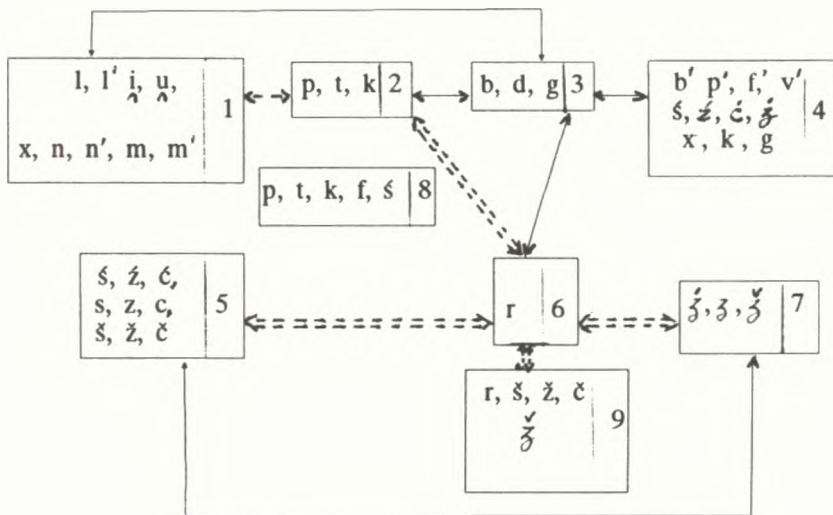 l, l' i̯, u̯,
x, n, n', m, m'
1
p, t, k 2
b, d, g 3
b' p', f,' v'
ś, ź, ć, ʒ́
x, k, g
4
p, t, k, f, ś 8
ś, ź, ć,
s, z, c,
š, ž, č
5
r 6
ʒ́, ʒ, ǯ 7
r, š, ž, č
ǯ
9